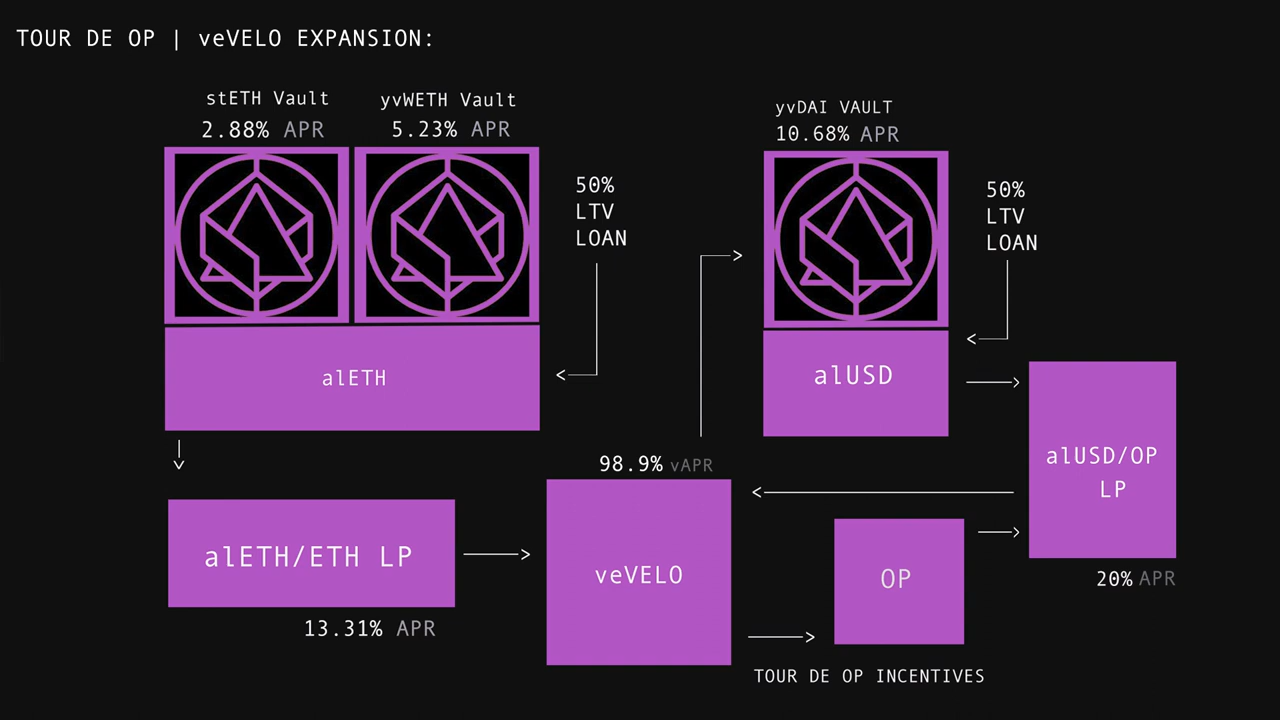 TOUR DE OP | veVELO EXPANSION:
stETH Vault
2.88% APR
yvWETH Vault
5.23% APR
yvDAI VAULT
10.68% APR
50%
LTV
LOAN
50%
LTV
LOAN
alETH
alUSD
alUSD/OP
LP
20% APR
98.9% vAPR
alETH/ETH LP
13.31% APR
veVELO
OP
TOUR DE OP INCENTIVES